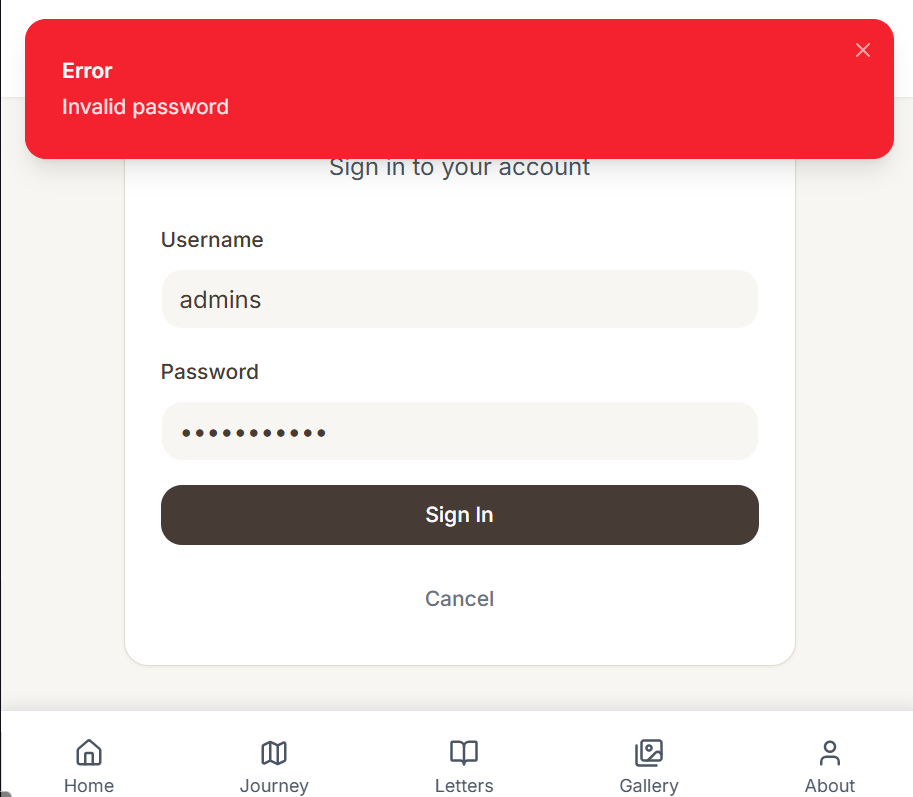 Error
Invalid password
Sign in to your account
Username
admins
Password
•••••••••••
Sign In
Cancel
Home Journey Letters Gallery About